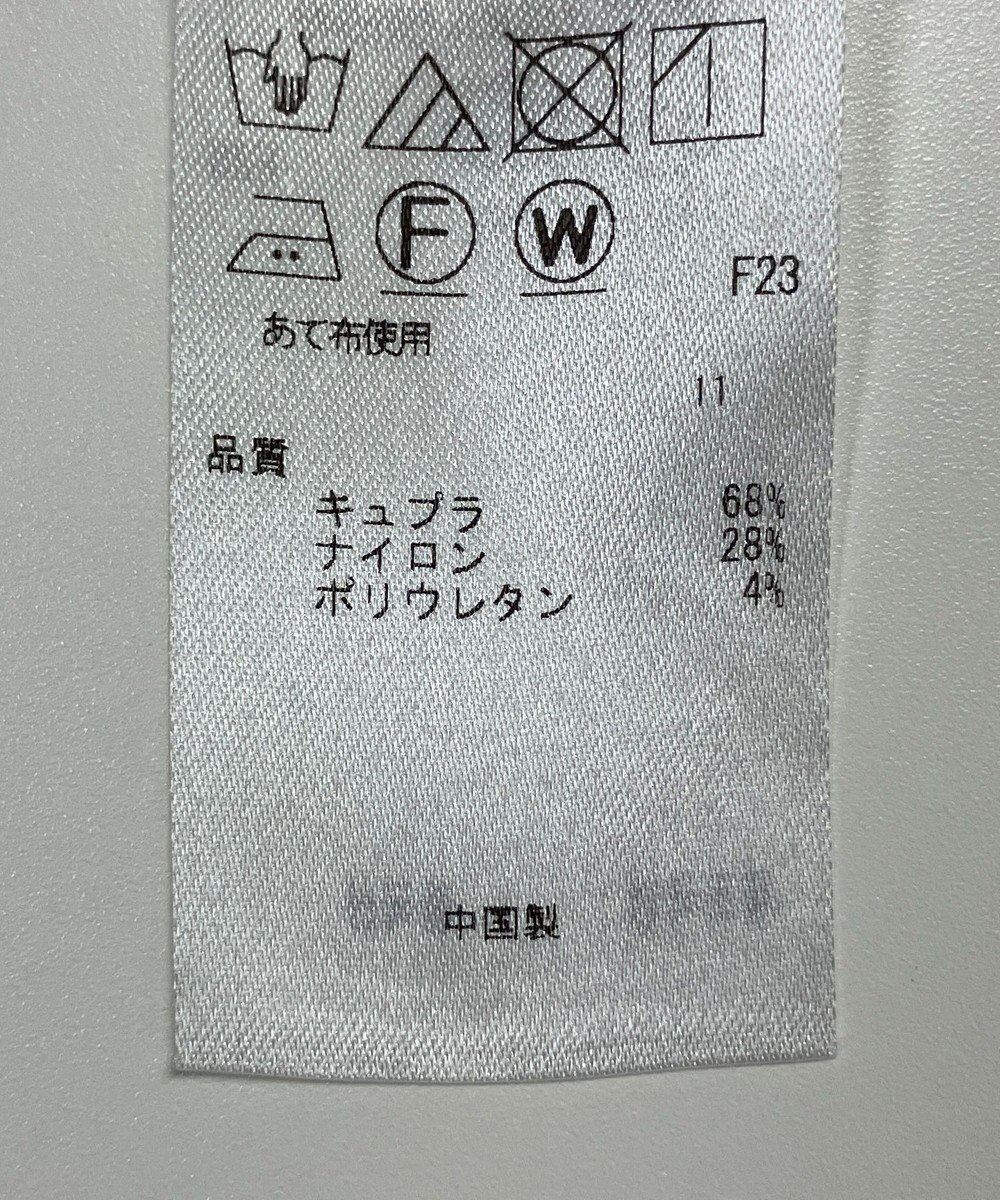 F W
F23
あて布使用
11
品質
キュプラ 68%
ナイロン 28%
ポリウレタン 4%
中国製